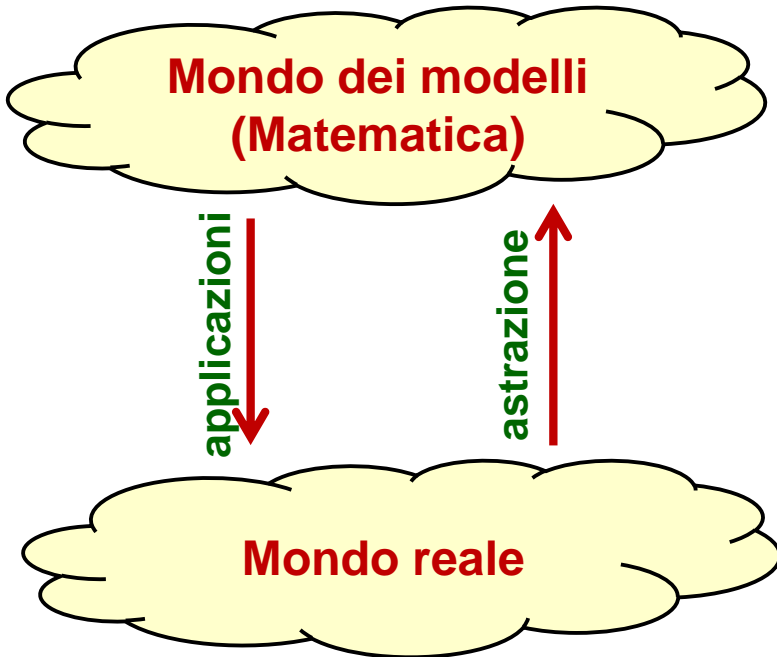 Mondo dei modelli
(Matematica)
applicazioni
astrazione
Mondo reale